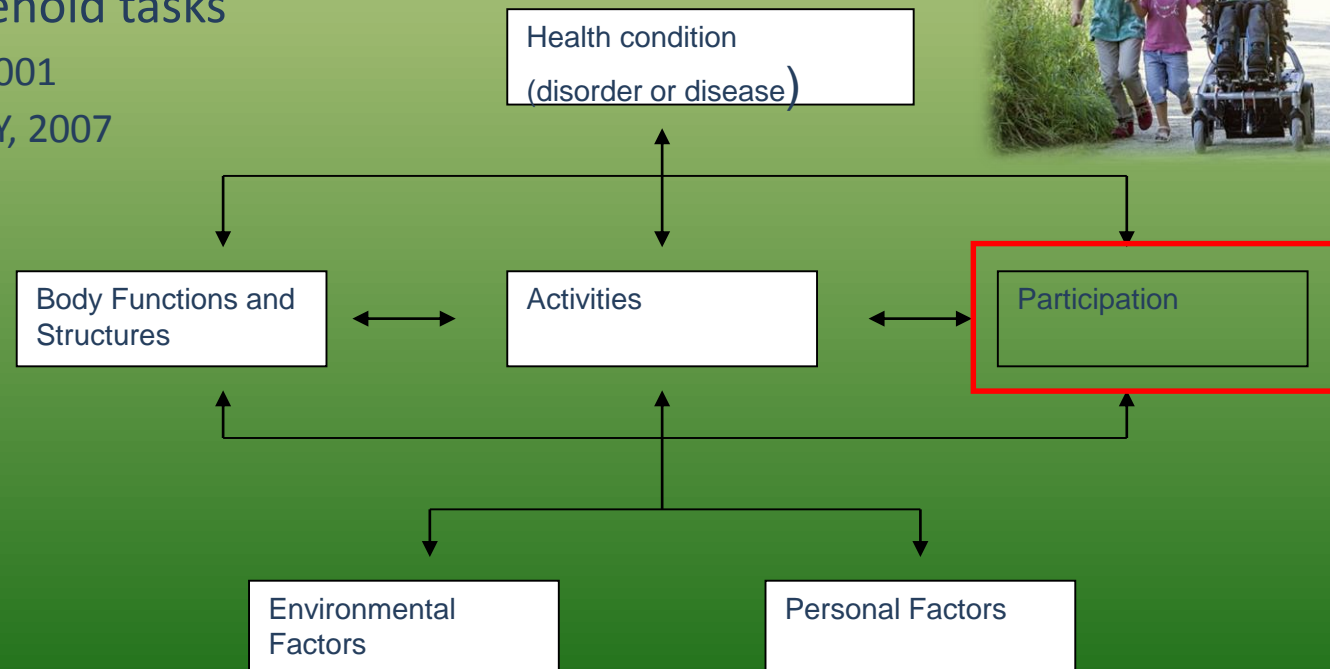 ehold tasks
001
Y, 2007
Health condition
(disorder or disease)
Body Functions and
Structures
Activities
Participation
Environmental
Factors
Personal Factors